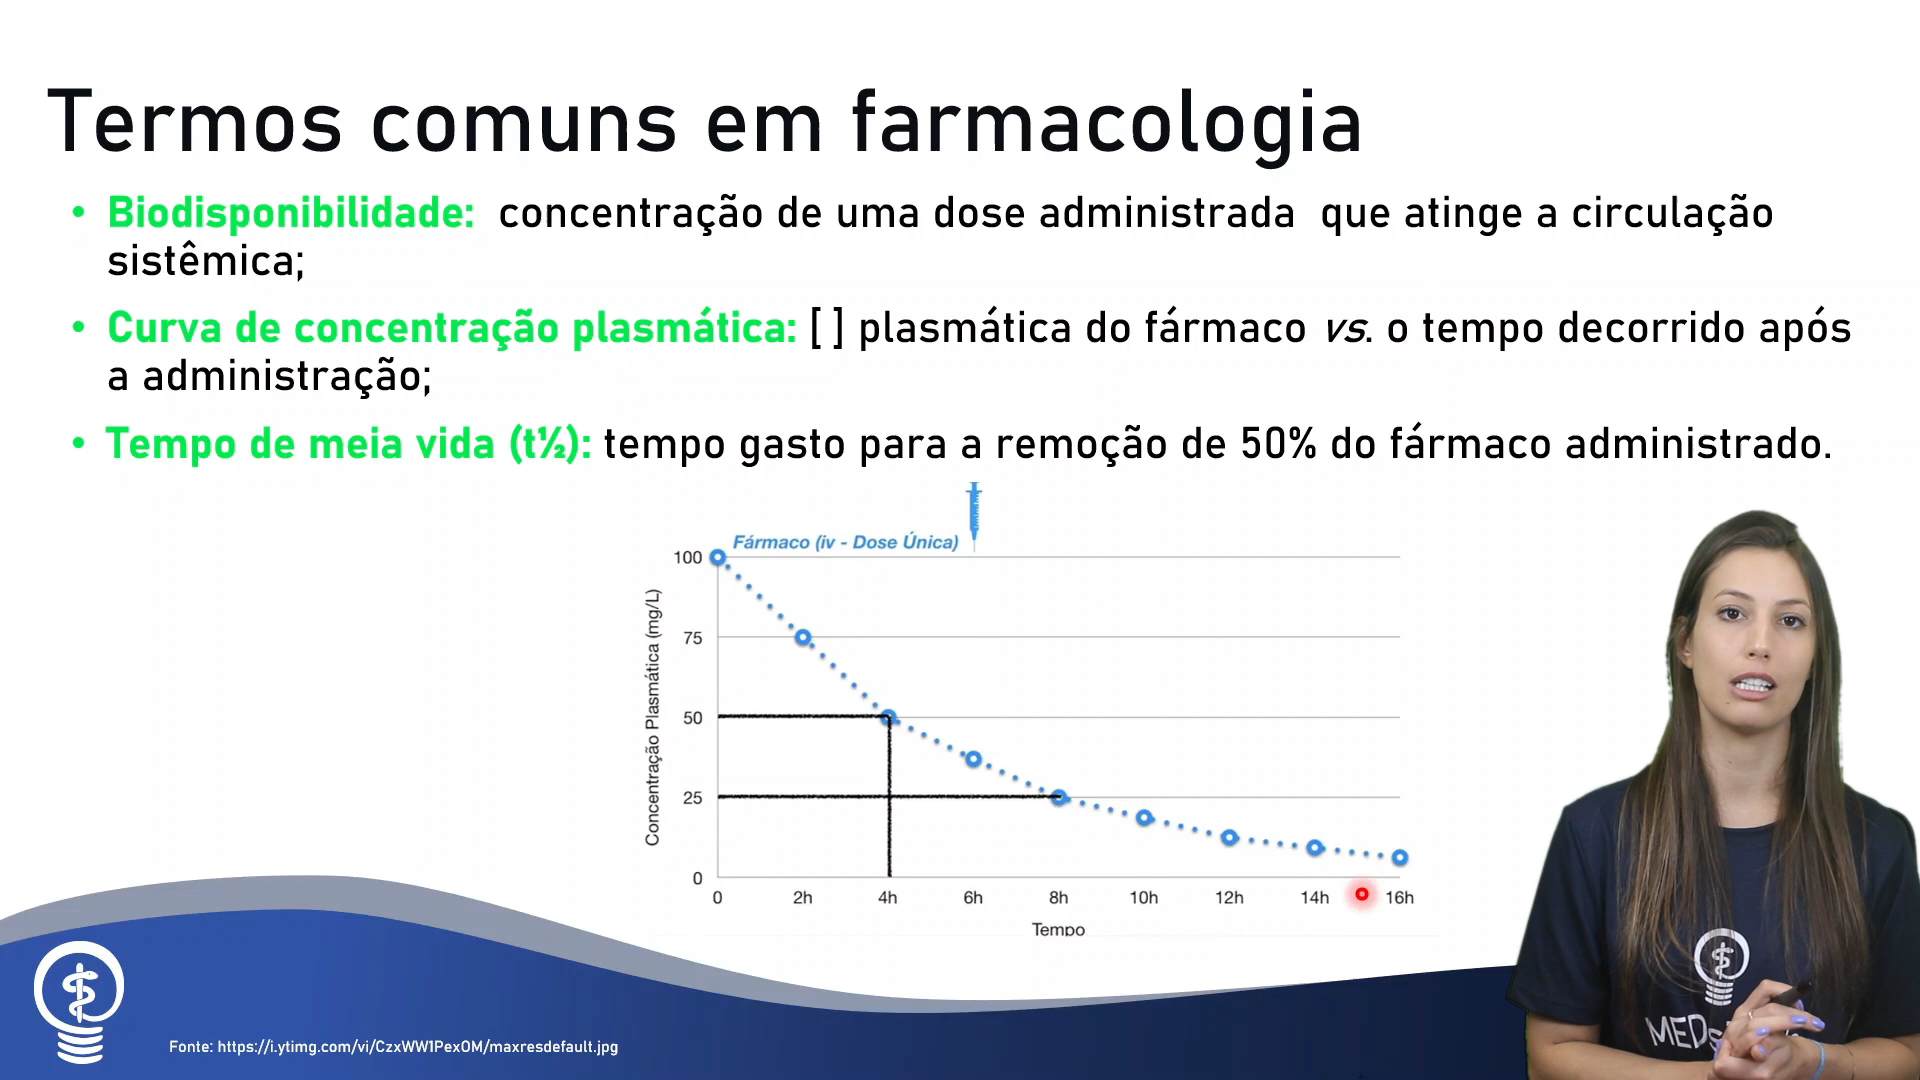 Termos comuns em farmacologia
• Biodisponibilidade: concentração de uma dose administrada que atinge a circulação
sistêmica;
• Curva de concentração plasmática: [ ] plasmática do fármaco vs. o tempo decorrido após
a administração;
• Tempo de meia vida (t½): tempo gasto para a remoção de 50% do fármaco administrado.
Fármaco (iv - Dose Única)
Concentração Plasmática (mg/L)
100
75
50
25
0
0 2h 4h 6h 8h 10h 12h 14h 16h
Tempo
Fonte: https://i.ytimg.com/vi/CzxWW1PexOM/maxresdefault.jpg